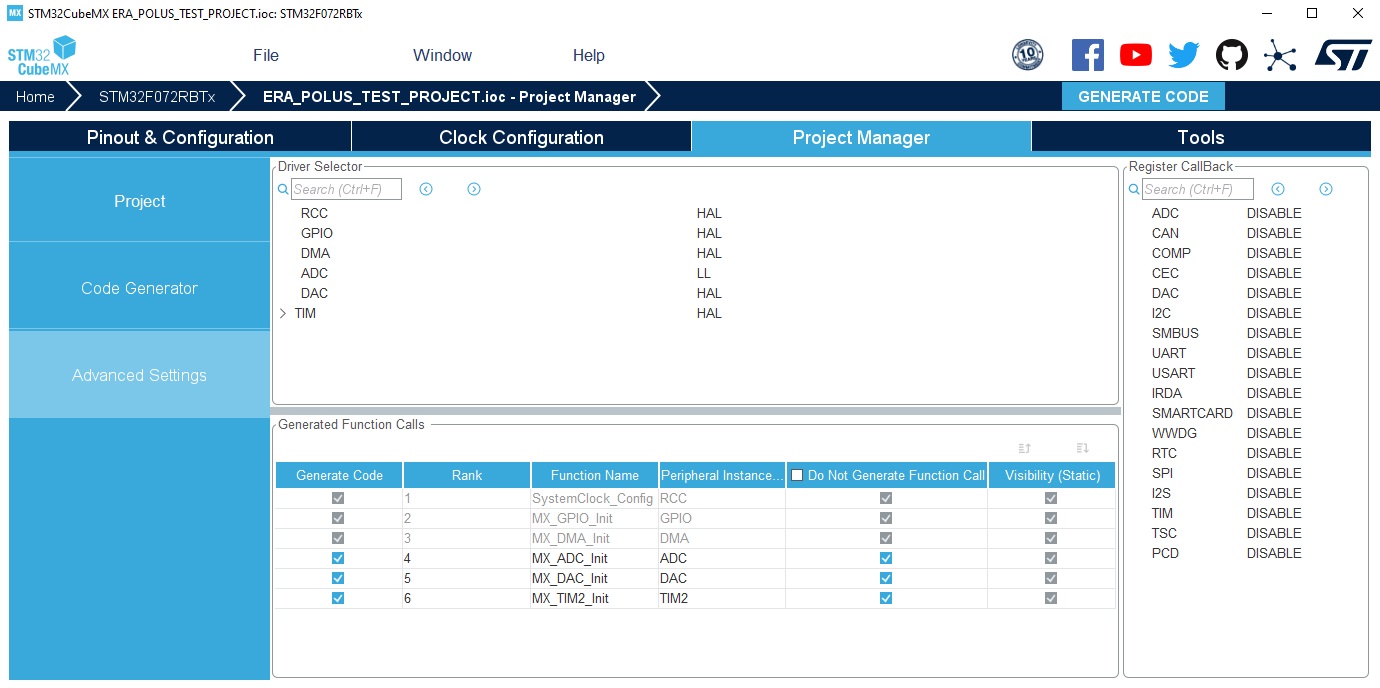 MX STM32CubeMX ERA_POLUS_TEST_PROJECT.ioc: STM32F072RBTx
STM32 CubeMX
File Window Help
10 YEARS
Home STM32F072RBTx ERA_POLUS_TEST_PROJECT.ioc - Project Manager GENERATE CODE
Pinout & Configuration Clock Configuration Project Manager Tools
Project
Code Generator
Advanced Settings
Driver Selector
Search (Ctrl+F)
RCC HAL
GPIO HAL
DMA HAL
ADC LL
DAC HAL
TIM HAL
Generated Function Calls
Generate Code Rank Function Name Peripheral Instance... Do Not Generate Function Call Visibility (Static)
1 SystemClock_Config RCC
2 MX_GPIO_Init GPIO
3 MX_DMA_Init DMA
4 MX_ADC_Init ADC
5 MX_DAC_Init DAC
6 MX_TIM2_Init TIM2
Register CallBack
Search (Ctrl+F)
ADC DISABLE
CAN DISABLE
COMP DISABLE
CEC DISABLE
DAC DISABLE
I2C DISABLE
SMBUS DISABLE
UART DISABLE
USART DISABLE
IRDA DISABLE
SMARTCARD DISABLE
WWDG DISABLE
RTC DISABLE
SPI DISABLE
I2S DISABLE
TIM DISABLE
TSC DISABLE
PCD DISABLE